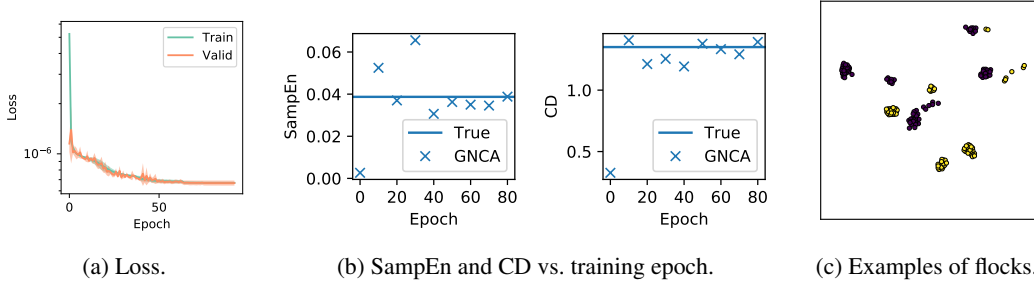 Loss
10⁻⁶
0
50
Epoch
Train
Valid
SampEn
0.06
0.04
0.02
0.00
0 20 40 60 80
Epoch
True
GNCA
CD
1.0
0.5
0 20 40 60 80
Epoch
True
GNCA
(a) Loss.
(b) SampEn and CD vs. training epoch.
(c) Examples of flocks.